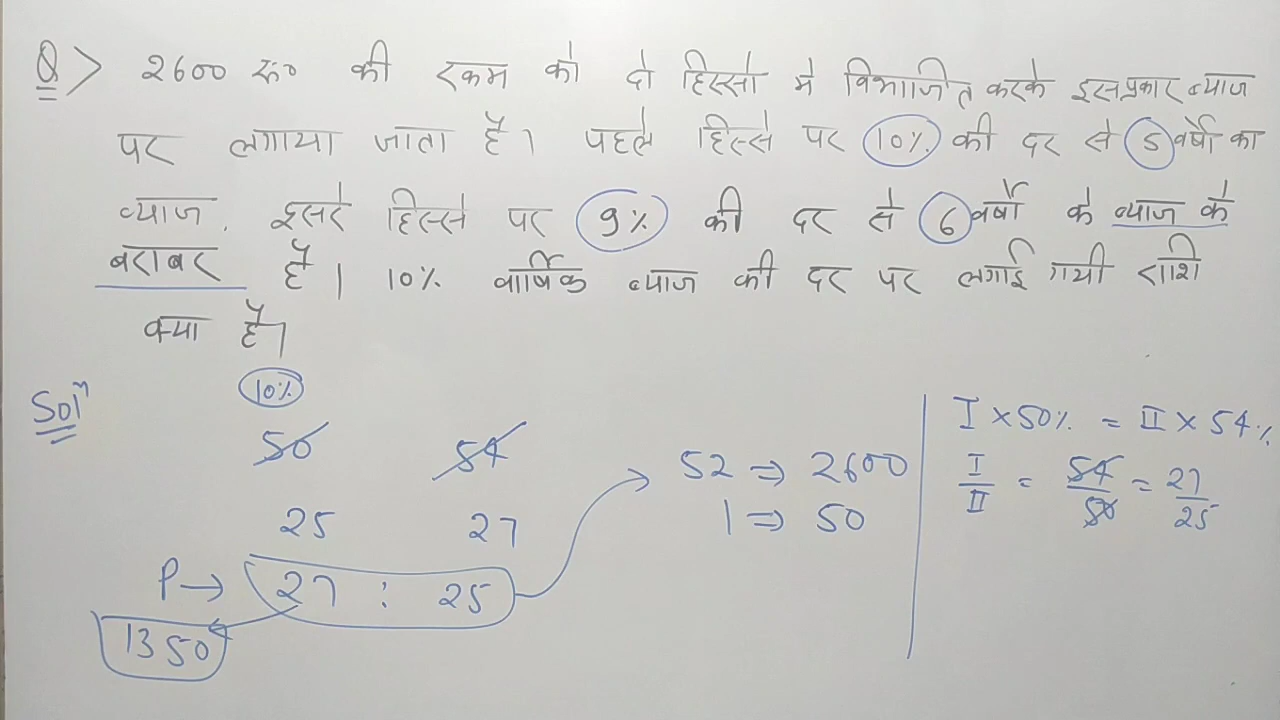 Q> 2600 रू० की रकम को दो हिस्सो मे विभाजित करके इसप्रकार ब्याज
पर लगाया जाता है। पहले हिस्से पर 10% की दर से 5 वर्षो का
ब्याज, दूसरे हिस्से पर 9% की दर से 6 वर्षो के ब्याज के
बराबर है। 10% वार्षिक ब्याज की दर पर लगाई गयी राशि
क्या है।
Solⁿ
10%
50 54
25 27
P → 27 : 25
1350
52 ⇒ 2600
1 ⇒ 50
I × 50% = II × 54%
I/II = 54/50 = 27/25